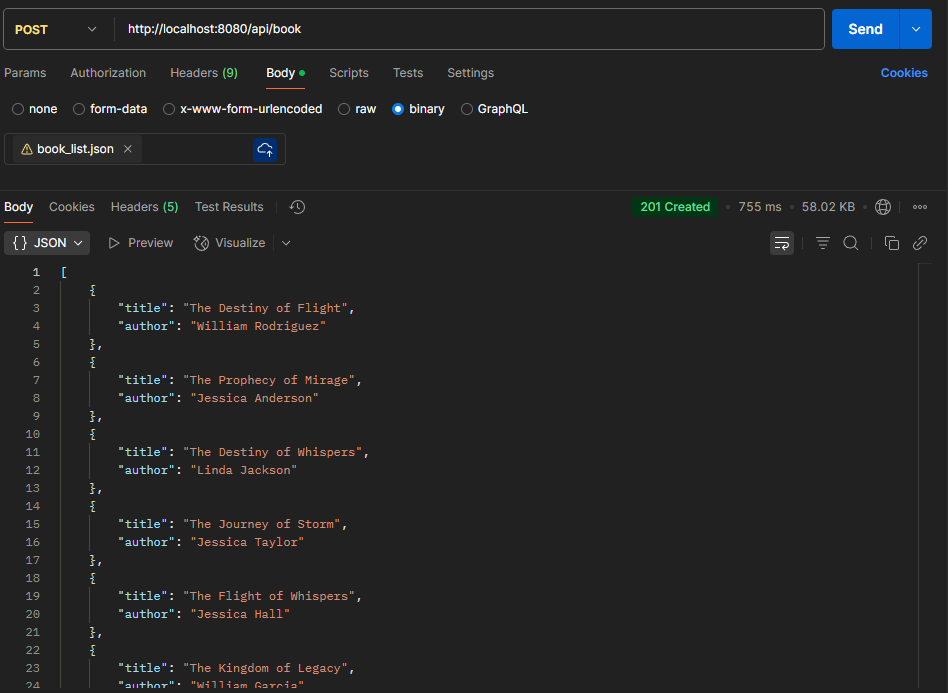 POST http://localhost:8080/api/book Send
Params Authorization Headers (9) Body Scripts Tests Settings Cookies
none form-data x-www-form-urlencoded raw binary GraphQL
book_list.json
Body Cookies Headers (5) Test Results 201 Created 755 ms 58.02 KB
{} JSON Preview Visualize
1 [
2 {
3 "title": "The Destiny of Flight",
4 "author": "William Rodriguez"
5 },
6 {
7 "title": "The Prophecy of Mirage",
8 "author": "Jessica Anderson"
9 },
10 {
11 "title": "The Destiny of Whispers",
12 "author": "Linda Jackson"
13 },
14 {
15 "title": "The Journey of Storm",
16 "author": "Jessica Taylor"
17 },
18 {
19 "title": "The Flight of Whispers",
20 "author": "Jessica Hall"
21 },
22 {
23 "title": "The Kingdom of Legacy",
24 "author": "William Garcia"